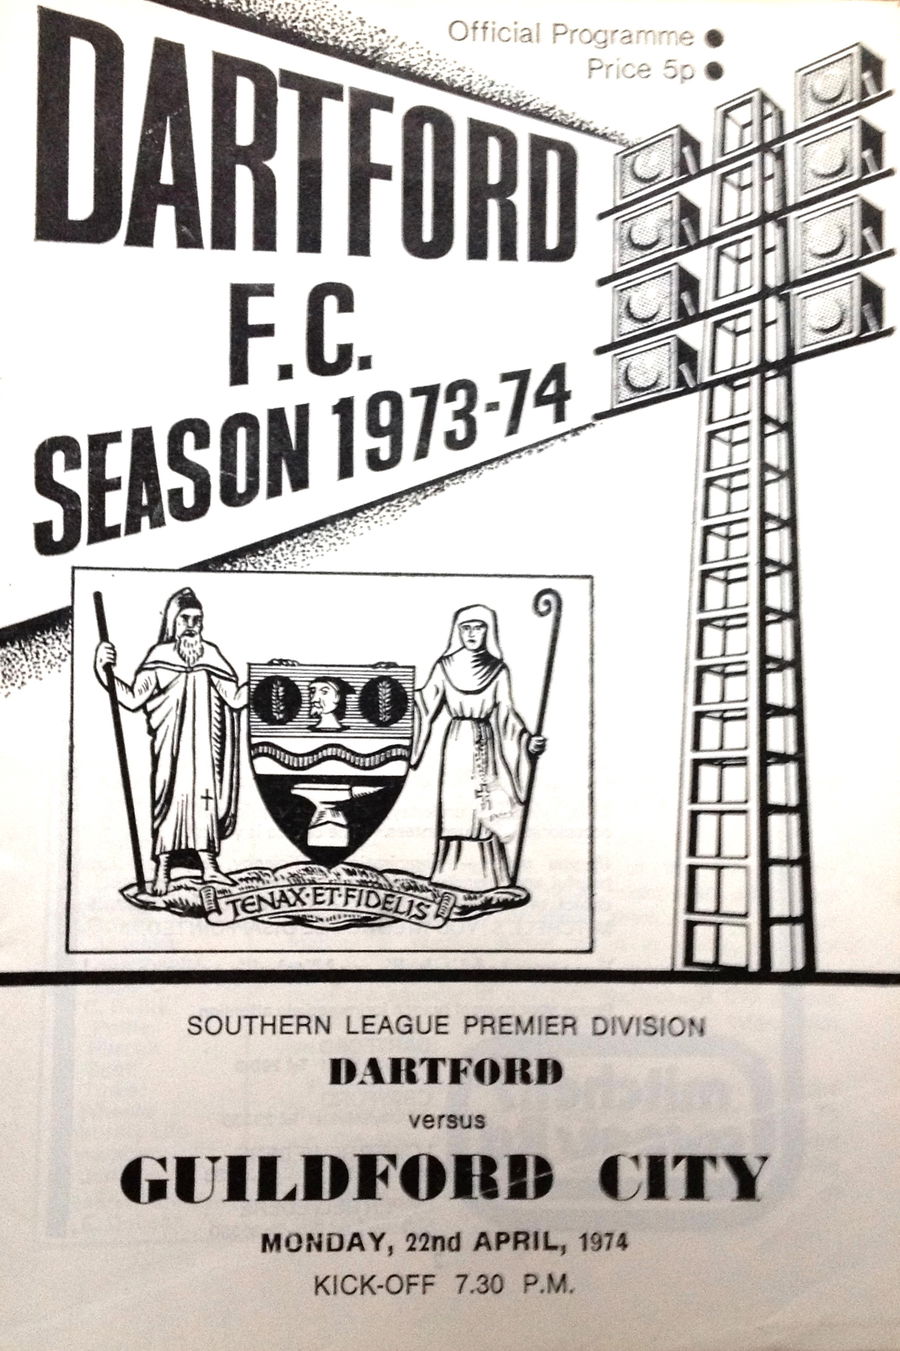 Official Programme ●
Price 5p ●
DARTFORD
F.C.
SEASON 1973-74
TENAX·ET·FIDELIS
SOUTHERN LEAGUE PREMIER DIVISION
DARTFORD
versus
GUILDFORD CITY
MONDAY, 22nd APRIL, 1974
KICK-OFF 7.30 P.M.